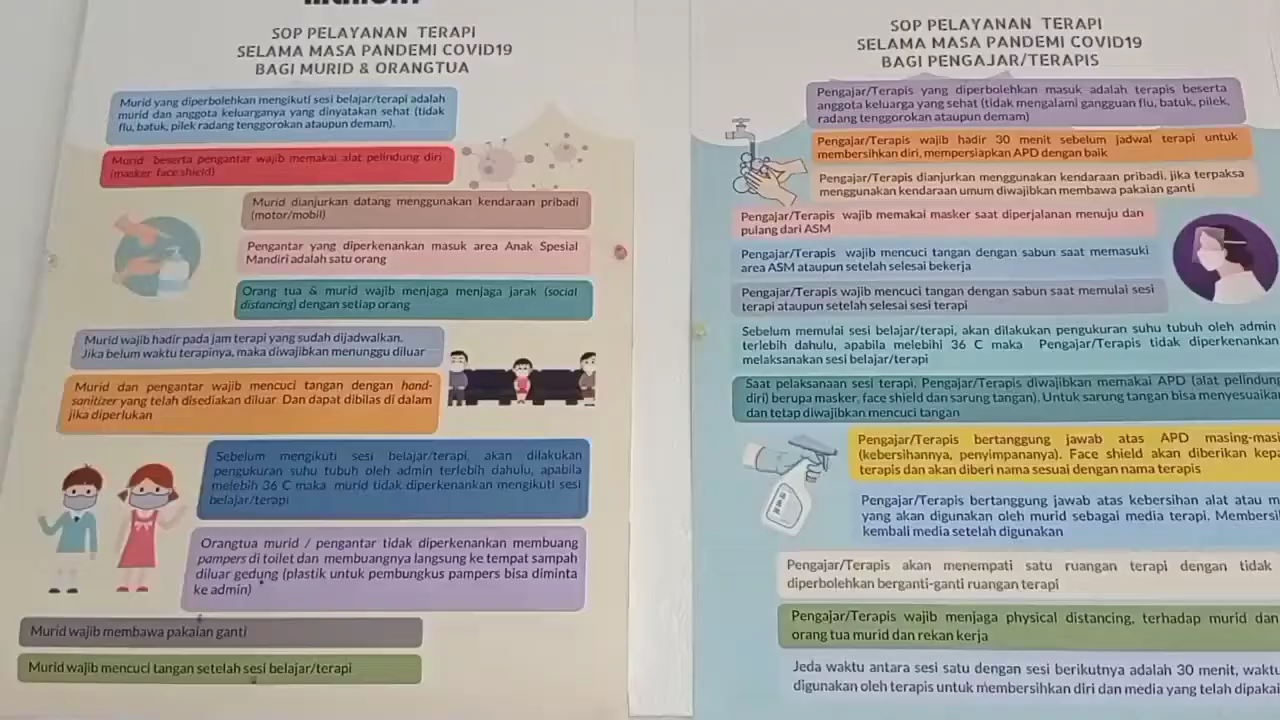 SOP PELAYANAN TERAPI
SELAMA MASA PANDEMI COVID19
BAGI MURID & ORANGTUA
Murid yang diperbolehkan mengikuti sesi belajar/terapi adalah
murid dan anggota keluarganya yang dinyatakan sehat (tidak
flu, batuk, pilek radang tenggorokan ataupun demam).
Murid beserta pengantar wajib memakai alat pelindung diri
(masker face shield)
Murid dianjurkan datang menggunakan kendaraan pribadi
(motor/mobil)
Pengantar yang diperkenankan masuk area Anak Spesial
Mandiri adalah satu orang
Orang tua & murid wajib menjaga menjaga jarak (social
distancing) dengan setiap orang
Murid wajib hadir pada jam terapi yang sudah dijadwalkan.
Jika belum waktu terapinya, maka diwajibkan menunggu diluar
Murid dan pengantar wajib mencuci tangan dengan hand-
sanitizer yang telah disediakan diluar. Dan dapat dibilas di dalam
jika diperlukan
Sebelum mengikuti sesi belajar/terapi, akan dilakukan
pengukuran suhu tubuh oleh admin terlebih dahulu, apabila
melebihi 36 C maka murid tidak diperkenankan mengikuti sesi
belajar/terapi
Orangtua murid / pengantar tidak diperkenankan membuang
pampers di toilet dan membuangnya langsung ke tempat sampah
diluar gedung (plastik untuk pembungkus pampers bisa diminta
ke admin)
Murid wajib membawa pakaian ganti
Murid wajib mencuci tangan setelah sesi belajar/terapi
SOP PELAYANAN TERAPI
SELAMA MASA PANDEMI COVID19
BAGI PENGAJAR/TERAPIS
Pengajar/Terapis yang diperbolehkan masuk adalah terapis beserta
anggota keluarga yang sehat (tidak mengalami gangguan flu, batuk, pilek,
radang tenggorokan ataupun demam)
Pengajar/Terapis wajib hadir 30 menit sebelum jadwal terapi untuk
membersihkan diri, mempersiapkan APD dengan baik
Pengajar/Terapis dianjurkan menggunakan kendaraan pribadi, jika terpaksa
menggunakan kendaraan umum diwajibkan membawa pakaian ganti
Pengajar/Terapis wajib memakai masker saat diperjalanan menuju dan
pulang dari ASM
Pengajar/Terapis wajib mencuci tangan dengan sabun saat memasuki
area ASM ataupun setelah selesai bekerja
Pengajar/Terapis wajib mencuci tangan dengan sabun saat memulai sesi
terapi ataupun setelah selesai sesi terapi
Sebelum memulai sesi belajar/terapi, akan dilakukan pengukuran suhu tubuh oleh admin
terlebih dahulu, apabila melebihi 36 C maka Pengajar/Terapis tidak diperkenankan
melaksanakan sesi belajar/terapi
Saat pelaksanaan sesi terapi, Pengajar/Terapis diwajibkan memakai APD (alat pelindung
diri) berupa masker, face shield dan sarung tangan). Untuk sarung tangan bisa menyesuaika
dan tetap diwajibkan mencuci tangan
Pengajar/Terapis bertanggung jawab atas APD masing-masi
(kebersihannya, penyimpananya). Face shield akan diberikan kepa
terapis dan akan diberi nama sesuai dengan nama terapis
Pengajar/Terapis bertanggung jawab atas kebersihan alat atau m
yang akan digunakan oleh murid sebagai media terapi. Membersi
kembali media setelah digunakan
Pengajar/Terapis akan menempati satu ruangan terapi dengan tidak
diperbolehkan berganti-ganti ruangan terapi
Pengajar/Terapis wajib menjaga physical distancing, terhadap murid dan
orang tua murid dan rekan kerja
Jeda waktu antara sesi satu dengan sesi berikutnya adalah 30 menit, waktu
digunakan oleh terapis untuk membersihkan diri dan media yang telah dipakai